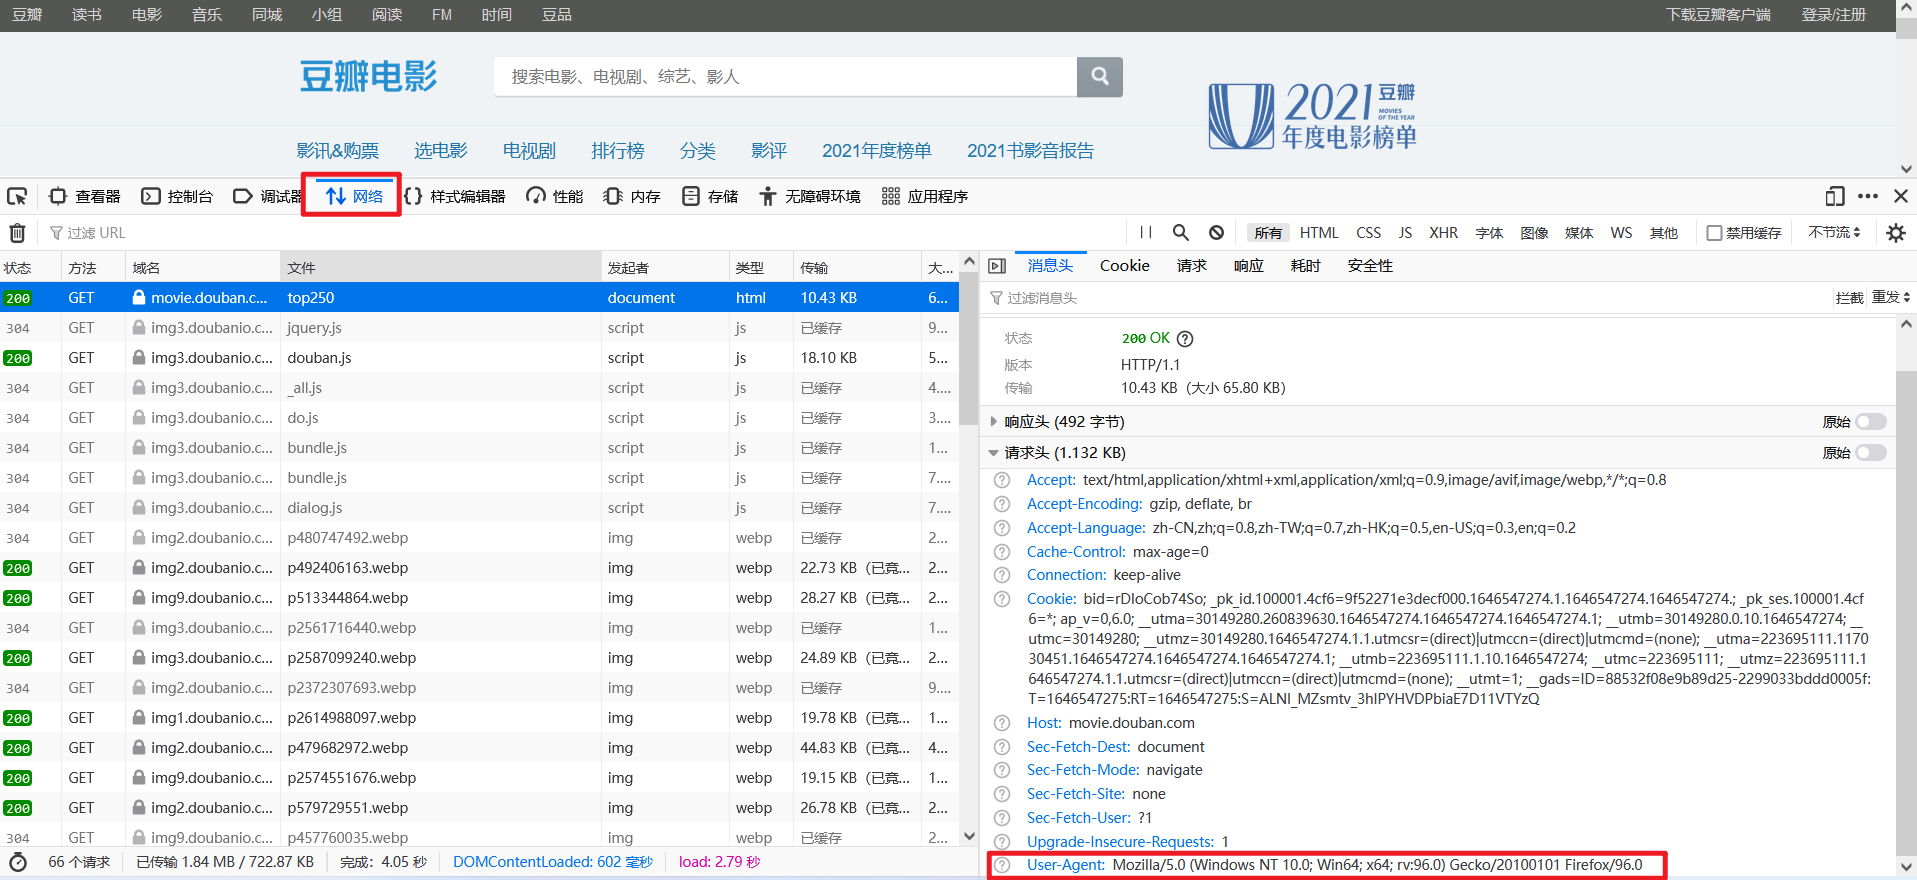 豆瓣 读书 电影 音乐 同城 小组 阅读 FM 时间 豆品 下载豆瓣客户端 登录/注册
豆瓣电影
搜索电影、电视剧、综艺、影人
2021 豆瓣
MOVIES
OF THE YEAR
年度电影榜单
影讯&购票 选电影 电视剧 排行榜 分类 影评 2021年度榜单 2021书影音报告
查看器 控制台 调试器 网络 {} 样式编辑器 性能 内存 存储 无障碍环境 应用程序
过滤 URL 所有 HTML CSS JS XHR 字体 图像 媒体 WS 其他 禁用缓存 不节流
状态 方法 域名 文件 发起者 类型 传输 大...
200 GET movie.douban.c... top250 document html 10.43 KB 6...
304 GET img3.doubanio.c... jquery.js script js 已缓存 9...
200 GET img3.doubanio.c... douban.js script js 18.10 KB 5...
304 GET img3.doubanio.c... _all.js script js 已缓存 4...
304 GET img3.doubanio.c... do.js script js 已缓存 3...
304 GET img3.doubanio.c... bundle.js script js 已缓存 1...
304 GET img3.doubanio.c... bundle.js script js 已缓存 7...
304 GET img3.doubanio.c... dialog.js script js 已缓存 7...
304 GET img2.doubanio.c... p480747492.webp img webp 已缓存 2...
200 GET img2.doubanio.c... p492406163.webp img webp 22.73 KB（已竞... 2...
200 GET img9.doubanio.c... p513344864.webp img webp 28.27 KB（已竞... 2...
304 GET img3.doubanio.c... p2561716440.webp img webp 已缓存 1...
200 GET img3.doubanio.c... p2587099240.webp img webp 24.89 KB（已竞... 2...
304 GET img2.doubanio.c... p2372307693.webp img webp 已缓存 9...
200 GET img1.doubanio.c... p2614988097.webp img webp 19.78 KB（已竞... 1...
200 GET img2.doubanio.c... p479682972.webp img webp 44.83 KB（已竞... 4...
200 GET img9.doubanio.c... p2574551676.webp img webp 19.15 KB（已竞... 1...
200 GET img2.doubanio.c... p579729551.webp img webp 26.78 KB（已竞... 2...
304 GET img9.doubanio.c... p457760035.webp img webp 已缓存 2...
66 个请求 已传输 1.84 MB / 722.87 KB 完成：4.05 秒 DOMContentLoaded: 602 毫秒 load: 2.79 秒
消息头 Cookie 请求 响应 耗时 安全性
过滤消息头 拦截 重发
状态 200 OK
版本 HTTP/1.1
传输 10.43 KB（大小 65.80 KB）
响应头 (492 字节) 原始
请求头 (1.132 KB) 原始
Accept: text/html,application/xhtml+xml,application/xml;q=0.9,image/avif,image/webp,*/*;q=0.8
Accept-Encoding: gzip, deflate, br
Accept-Language: zh-CN,zh;q=0.8,zh-TW;q=0.7,zh-HK;q=0.5,en-US;q=0.3,en;q=0.2
Cache-Control: max-age=0
Connection: keep-alive
Cookie: bid=rDIoCob74So; _pk_id.100001.4cf6=9f52271e3decf000.1646547274.1.1646547274.1646547274.; _pk_ses.100001.4cf
6=*; ap_v=0,6.0; __utma=30149280.260839630.1646547274.1646547274.1646547274.1; __utmb=30149280.0.10.1646547274; __
utmc=30149280; __utmz=30149280.1646547274.1.1.utmcsr=(direct)|utmccn=(direct)|utmcmd=(none); __utma=223695111.1170
30451.1646547274.1646547274.1646547274.1; __utmb=223695111.1.10.1646547274; __utmc=223695111; __utmz=223695111.1
646547274.1.1.utmcsr=(direct)|utmccn=(direct)|utmcmd=(none); __utmt=1; __gads=ID=88532f08e9b89d25-2299033bddd0005f:
T=1646547275:RT=1646547275:S=ALNI_MZsmtv_3hIPYHVDPbiaE7D11VTYzQ
Host: movie.douban.com
Sec-Fetch-Dest: document
Sec-Fetch-Mode: navigate
Sec-Fetch-Site: none
Sec-Fetch-User: ?1
Upgrade-Insecure-Requests: 1
User-Agent: Mozilla/5.0 (Windows NT 10.0; Win64; x64; rv:96.0) Gecko/20100101 Firefox/96.0